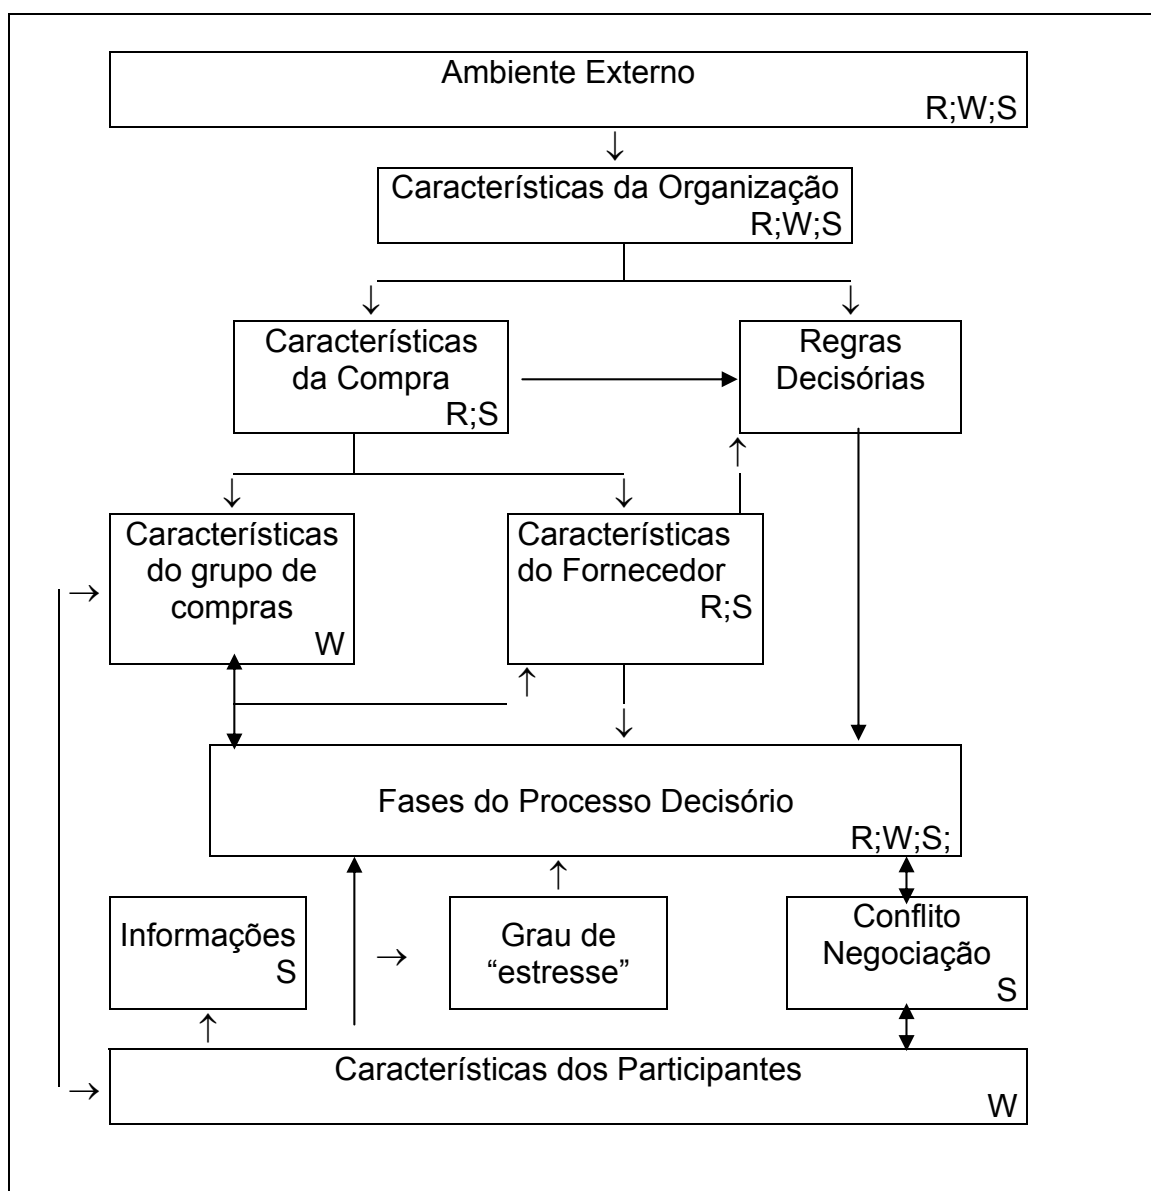 Ambiente Externo
R;W;S
Características da Organização
R;W;S
Características
da Compra
R;S
Regras
Decisórias
Características
do grupo de
compras
W
Características
do Fornecedor
R;S
Fases do Processo Decisório
R;W;S;
Informações
S
Grau de
“estresse”
Conflito
Negociação
S
Características dos Participantes
W